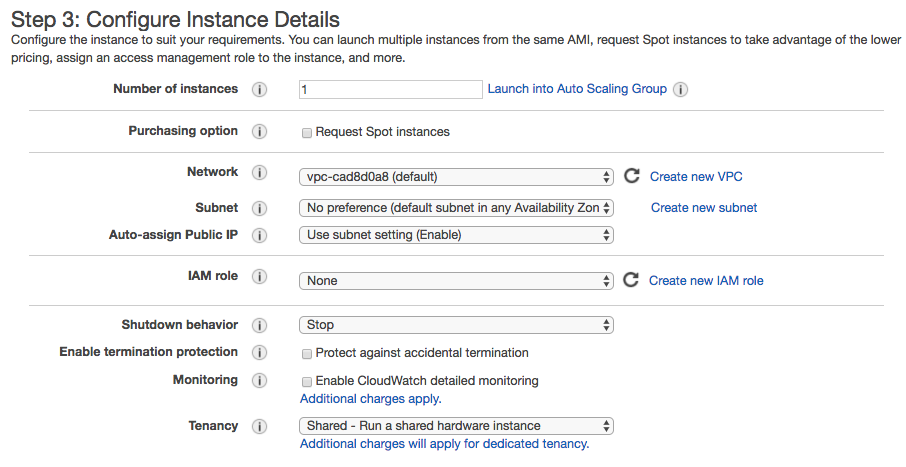 Step 3: Configure Instance Details
Configure the instance to suit your requirements. You can launch multiple instances from the same AMI, request Spot instances to take advantage of the lower
pricing, assign an access management role to the instance, and more.
Number of instances i 1 Launch into Auto Scaling Group i
Purchasing option i Request Spot instances
Network i vpc-cad8d0a8 (default) Create new VPC
Subnet i No preference (default subnet in any Availability Zon Create new subnet
Auto-assign Public IP i Use subnet setting (Enable)
IAM role i None Create new IAM role
Shutdown behavior i Stop
Enable termination protection i Protect against accidental termination
Monitoring i Enable CloudWatch detailed monitoring
Additional charges apply.
Tenancy i Shared - Run a shared hardware instance
Additional charges will apply for dedicated tenancy.